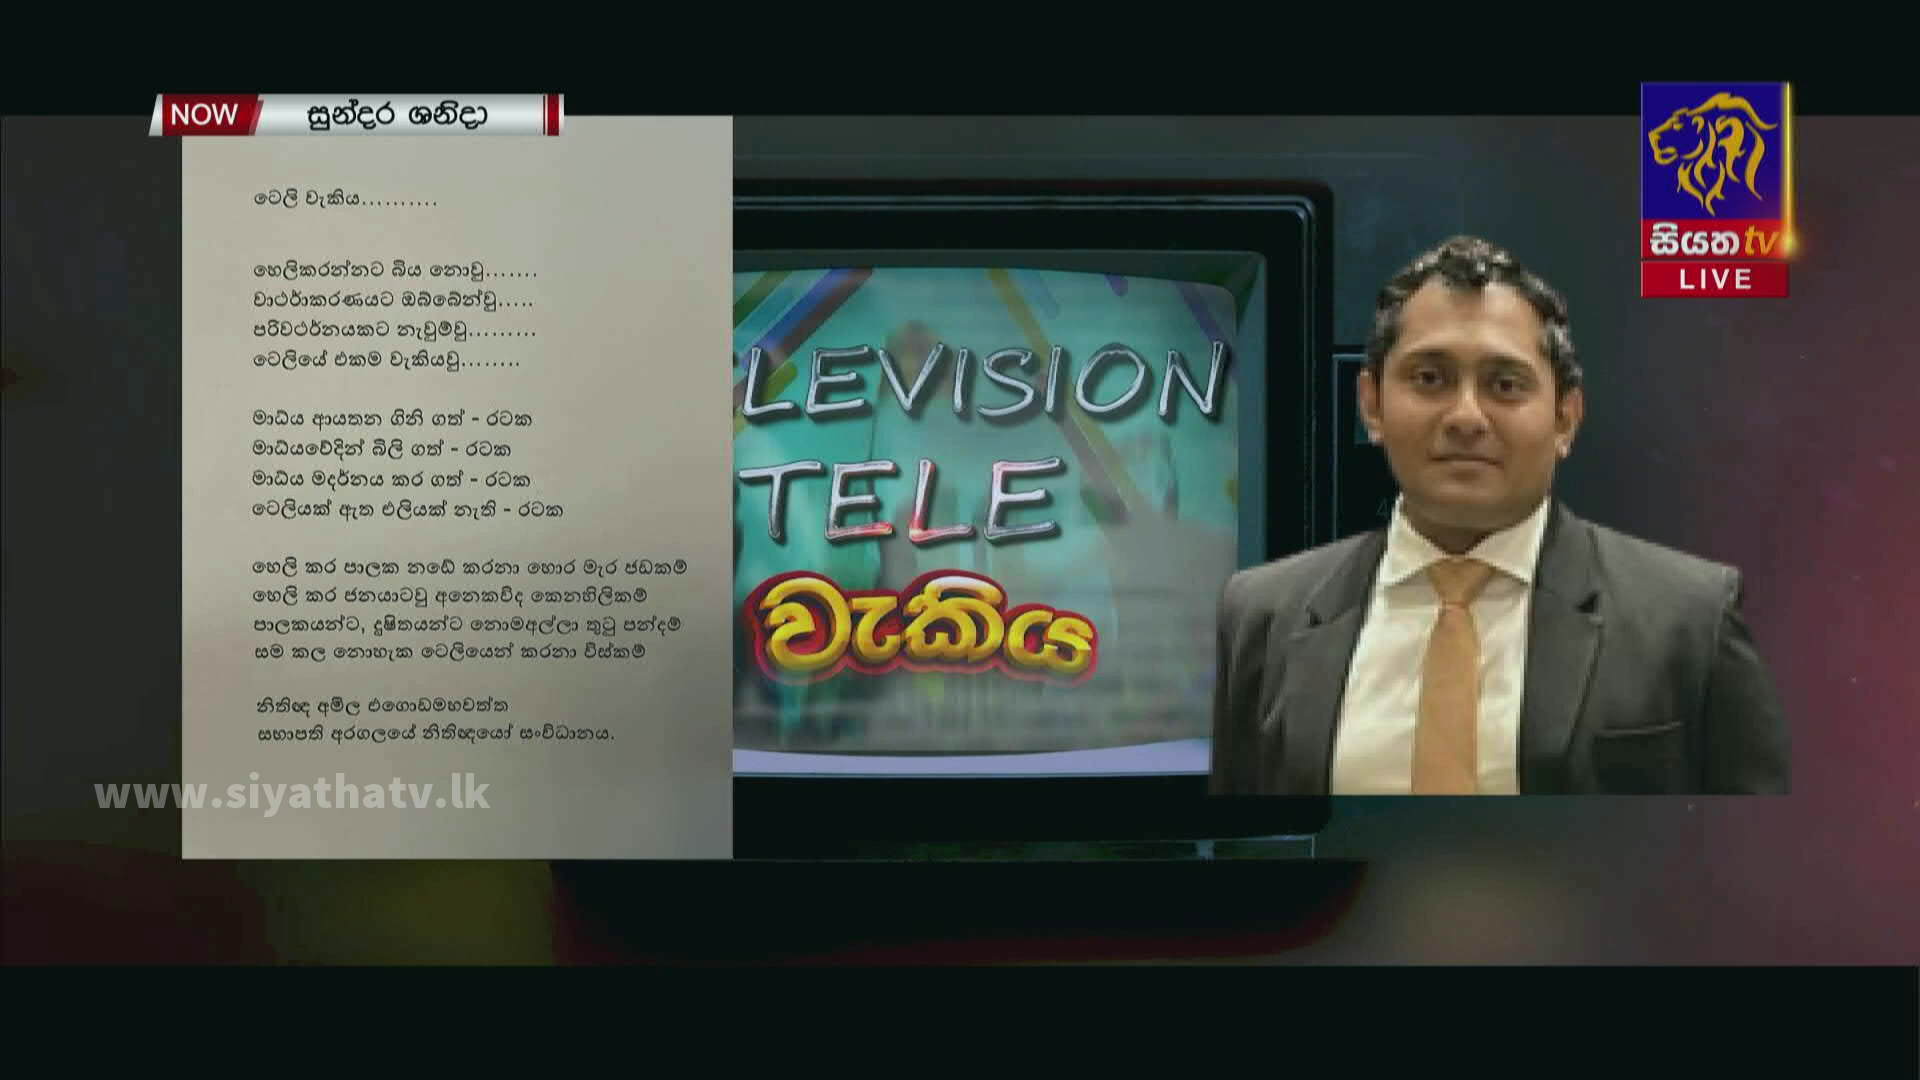 NOW සුන්දර ශනිදා
සියත tv
LIVE
ටෙලි වැකිය..........
හෙලිකරන්නට බිය නොවු.......
වාර්ථාකරණයට ඔබ්බෙන්වු.....
පරිවර්ථනයකට නැවුම්වු.........
ටෙලියේ එකම වැකියවු........
මාධ්ය ආයතන ගිනි ගත් - රටක
මාධ්යවේදින් බිලි ගත් - රටක
මාධ්ය මර්දනය කර ගත් - රටක
ටෙලියක් ඇත එලියක් නැති - රටක
හෙලි කර පාලක නඩේ කරනා හොර මැර ජඩකම්
හෙලි කර ජනයාටවු අනෙකවිද කෙනහිලිකම්
පාලකයන්ට, දුෂිතයන්ට නොමඅල්ලා තුටු පන්දම්
සම කල නොහැක ටෙලියෙන් කරනා විස්කම්
නිතිඥ අමිල එගොඩමහවත්ත
සභාපති අරගලයේ නිතිඥයෝ සංවිධානය.
LEVISION
TELE
වැකිය
www.siyathatv.lk